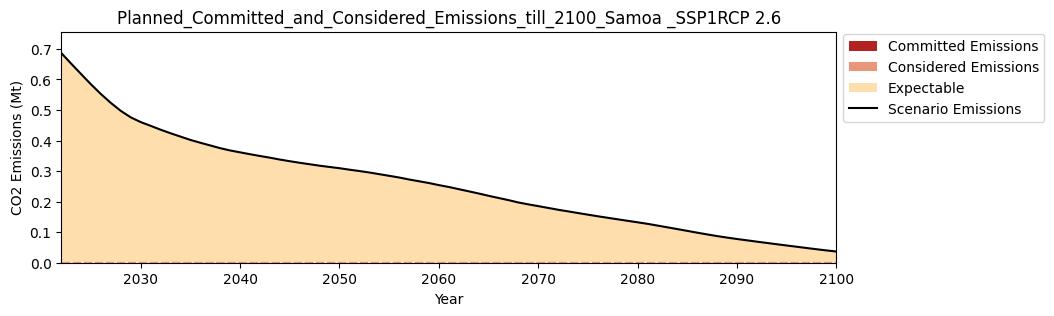 Planned_Committed_and_Considered_Emissions_till_2100_Samoa _SSP1RCP 2.6
CO2 Emissions (Mt)
0.7
0.6
0.5
0.4
0.3
0.2
0.1
0.0
2030 2040 2050 2060 2070 2080 2090 2100
Year
Committed Emissions
Considered Emissions
Expectable
Scenario Emissions